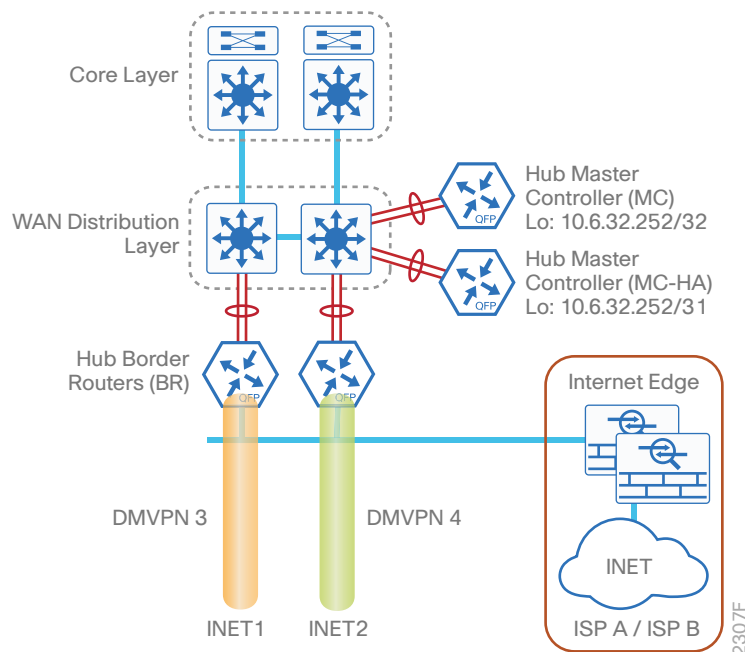 Core Layer
WAN Distribution
Layer
Hub Master
Controller (MC)
Lo: 10.6.32.252/32
QFP
Hub Master
Controller (MC-HA)
Lo: 10.6.32.252/31
QFP
Hub Border
Routers (BR)
QFP
QFP
Internet Edge
DMVPN 3
DMVPN 4
INET
INET1
INET2
ISP A / ISP B
2307F